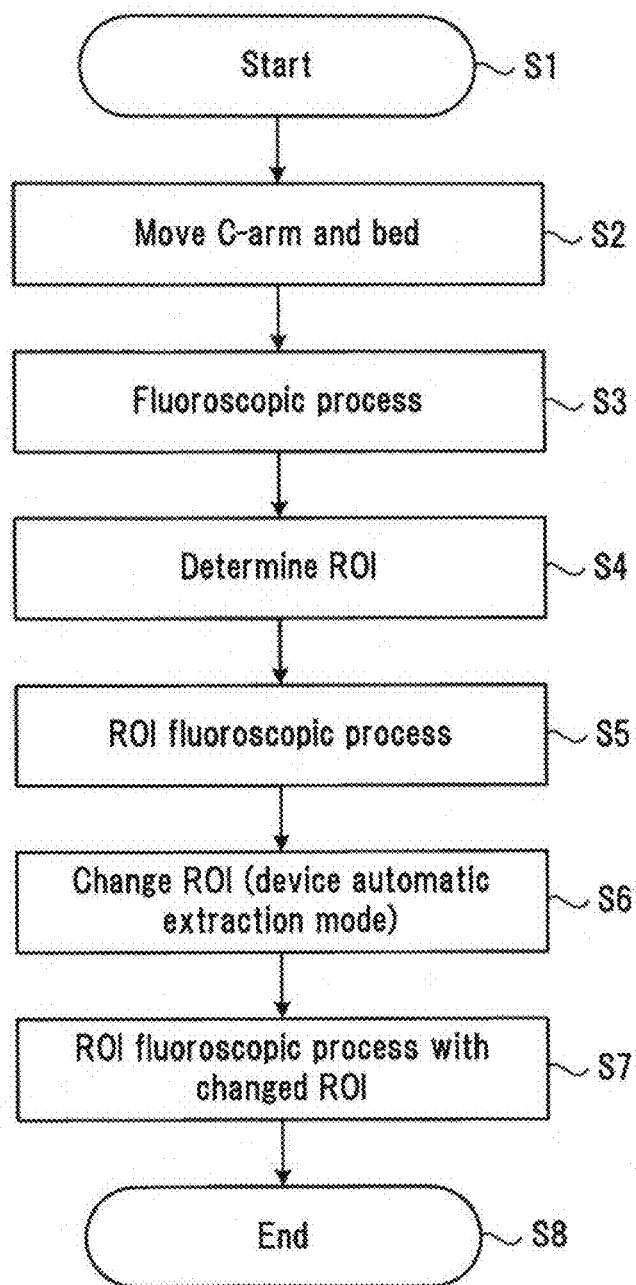 Start
S1
Move C-arm and bed
S2
Fluoroscopic process
S3
Determine ROI
S4
ROI fluoroscopic process
S5
Change ROI (device automatic
extraction mode)
S6
ROI fluoroscopic process with
changed ROI
S7
End
S8